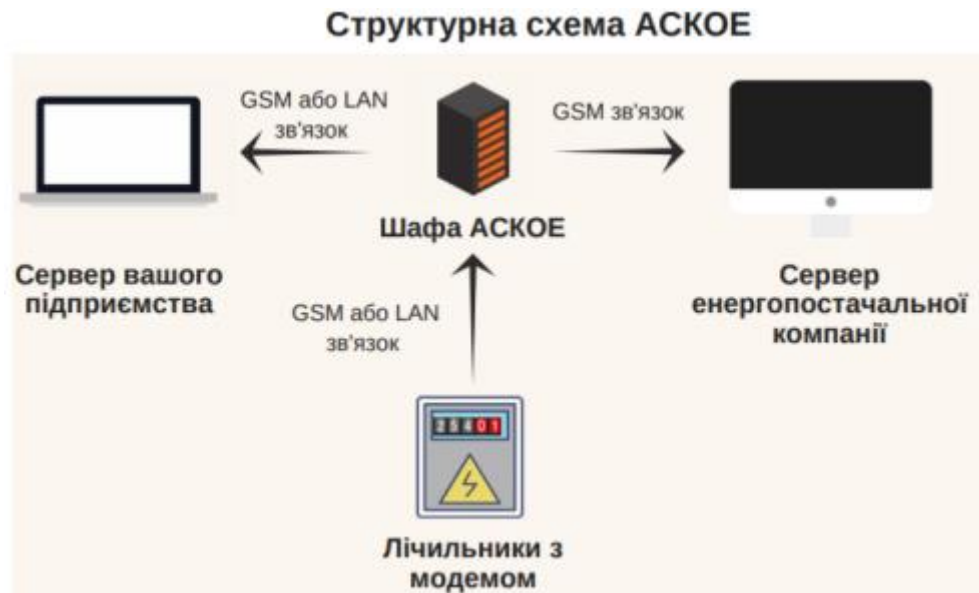 Структурна схема АСКОЕ
GSM або LAN
зв'язок
GSM зв'язок
Шафа АСКОЕ
Сервер вашого
підприємства
Сервер
енергопостачальної
компанії
GSM або LAN
зв'язок
25401
Лічильники з
модемом